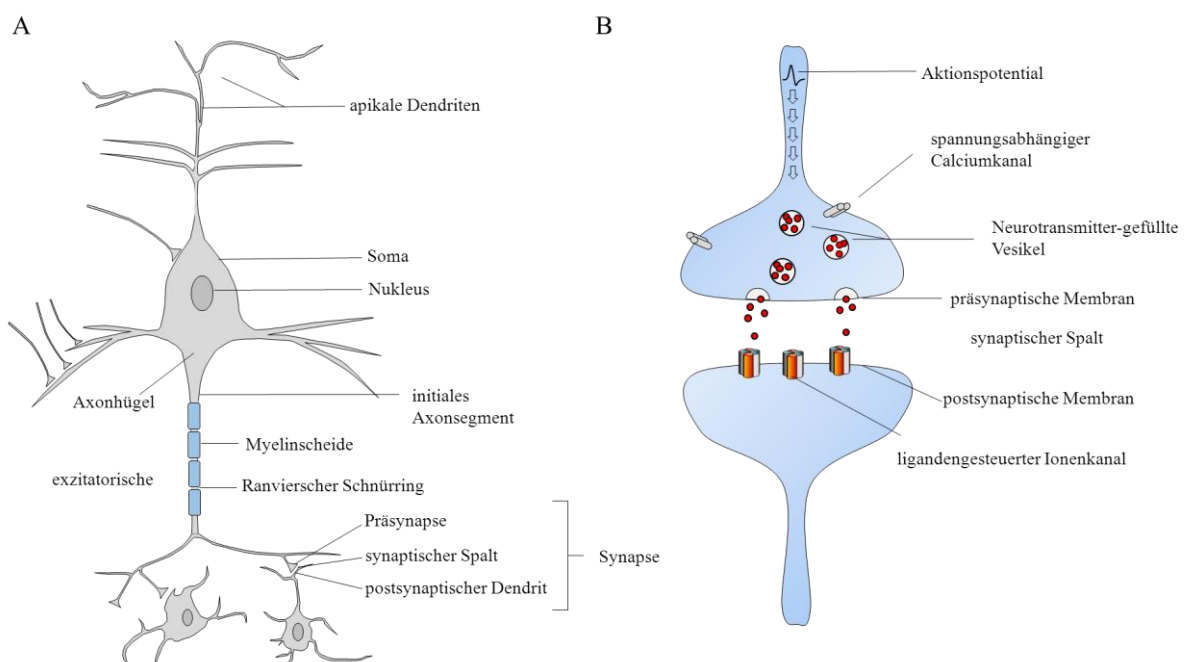 A
apikale Dendriten
Soma
Nukleus
Axonhügel
initiales
Axonsegment
Myelinscheide
exzitatorische
Ranvierscher Schnürring
Präsynapse
synaptischer Spalt
postsynaptischer Dendrit
Synapse
B
Aktionspotential
spannungsabhängiger
Calciumkanal
Neurotransmitter-gefüllte
Vesikel
präsynaptische Membran
synaptischer Spalt
postsynaptische Membran
ligandengesteuerter Ionenkanal